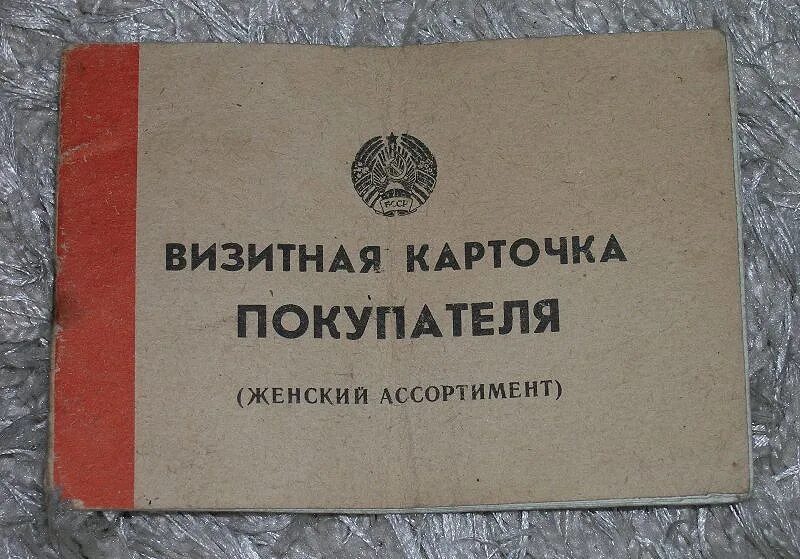 БССР
ВИЗИТНАЯ КАРТОЧКА
ПОКУПАТЕЛЯ
(ЖЕНСКИЙ АССОРТИМЕНТ)